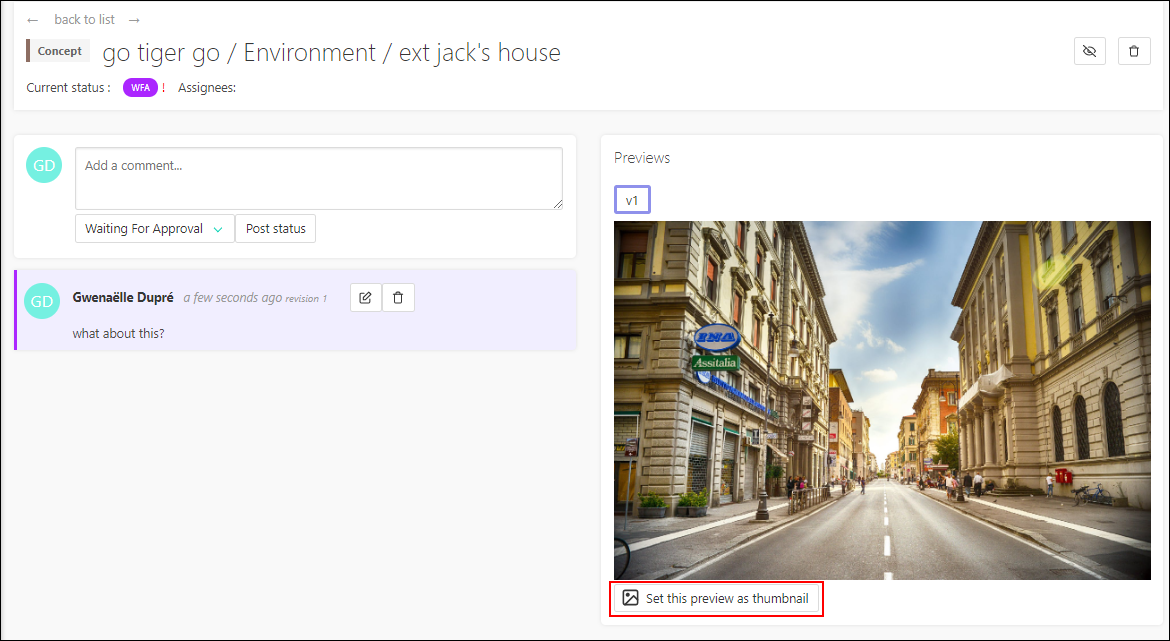 ← back to list →
Concept go tiger go / Environment / ext jack's house
Current status : WFA ! Assignees:
GD
Add a comment...
Waiting For Approval
Post status
GD
Gwenaëlle Dupré a few seconds ago revision 1
what about this?
Previews
v1
INA
Assitalia
Set this preview as thumbnail